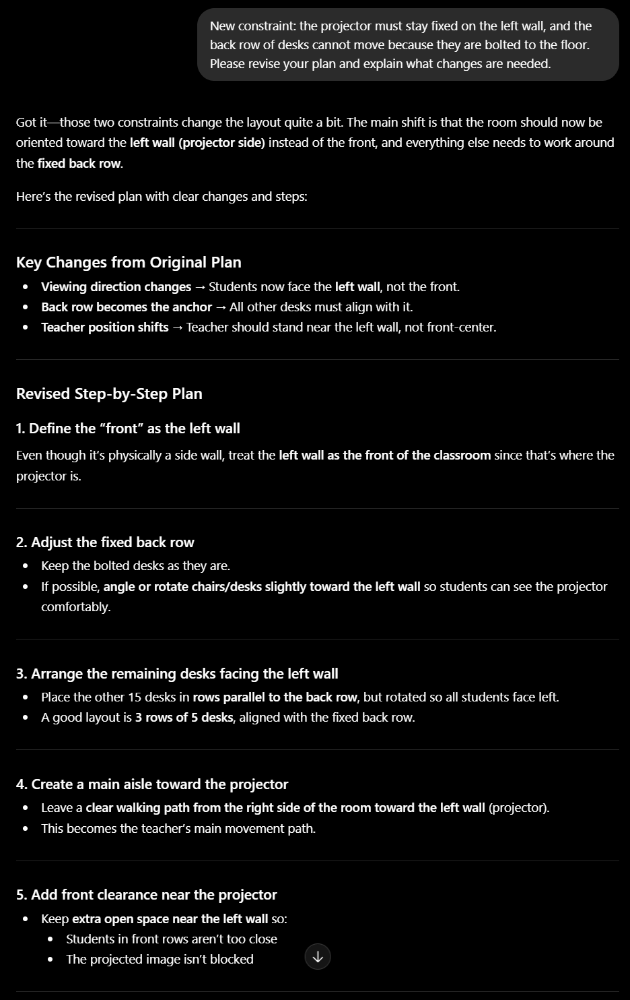 New constraint: the projector must stay fixed on the left wall, and the
back row of desks cannot move because they are bolted to the floor.
Please revise your plan and explain what changes are needed.
Got it—those two constraints change the layout quite a bit. The main shift is that the room should now be
oriented toward the left wall (projector side) instead of the front, and everything else needs to work around
the fixed back row.
Here’s the revised plan with clear changes and steps:
Key Changes from Original Plan
• Viewing direction changes → Students now face the left wall, not the front.
• Back row becomes the anchor → All other desks must align with it.
• Teacher position shifts → Teacher should stand near the left wall, not front-center.
Revised Step-by-Step Plan
1. Define the “front” as the left wall
Even though it’s physically a side wall, treat the left wall as the front of the classroom since that’s where the
projector is.
2. Adjust the fixed back row
• Keep the bolted desks as they are.
• If possible, angle or rotate chairs/desks slightly toward the left wall so students can see the projector
comfortably.
3. Arrange the remaining desks facing the left wall
• Place the other 15 desks in rows parallel to the back row, but rotated so all students face left.
• A good layout is 3 rows of 5 desks, aligned with the fixed back row.
4. Create a main aisle toward the projector
• Leave a clear walking path from the right side of the room toward the left wall (projector).
• This becomes the teacher’s main movement path.
5. Add front clearance near the projector
• Keep extra open space near the left wall so:
• Students in front rows aren’t too close
• The projected image isn’t blocked